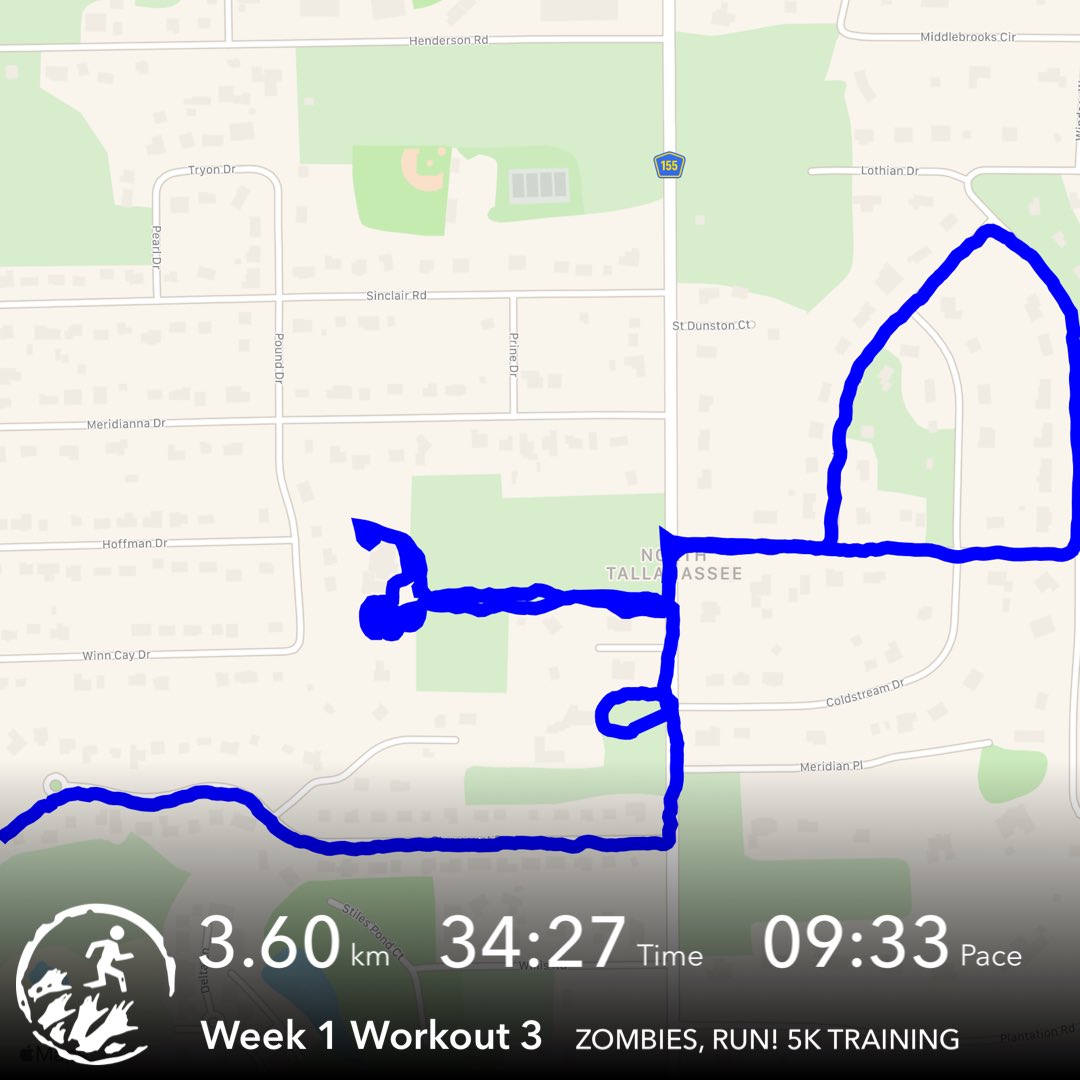 Henderson Rd
Middlebrooks Cir
155
Tryon Dr
Lothian Dr
Pearl Dr
Sinclair Rd
St Dunston Ct
Pound Dr
Prine Dr
Meridianna Dr
Hoffman Dr
TALLAHASSEE
Winn Cay Dr
Coldstream Dr
Meridian Pl
Stiles Pond Ct
3.60 km
34:27 Time
09:33 Pace
Week 1 Workout 3
ZOMBIES, RUN! 5K TRAINING
Plantation Rd